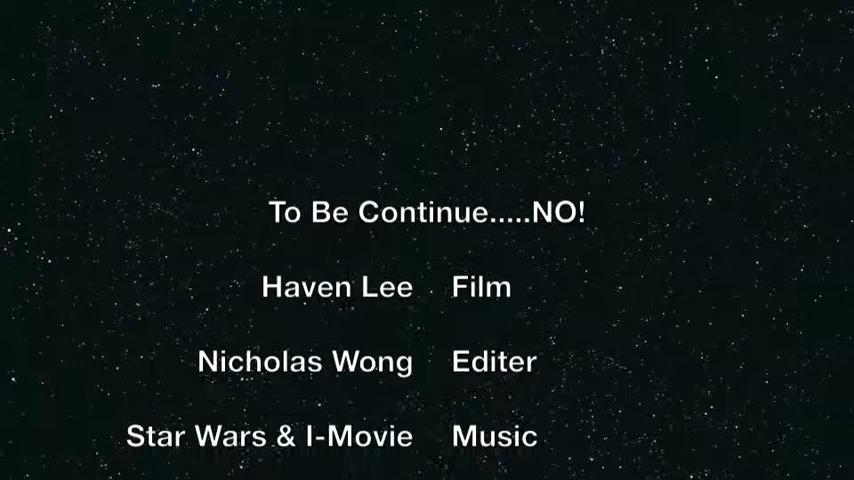 To Be Continue.....NO!
Haven Lee Film
Nicholas Wong Editer
Star Wars & I-Movie Music